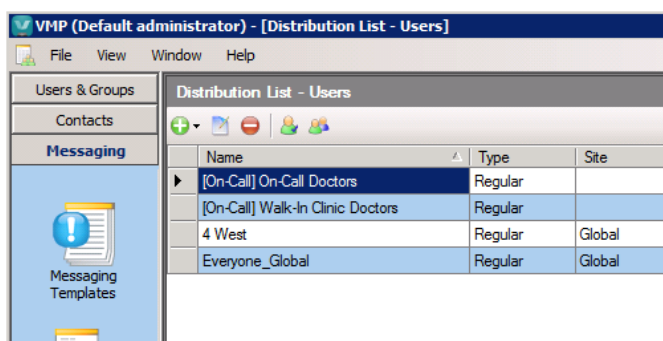 VMP (Default administrator) - [Distribution List - Users]
File View Window Help
Users & Groups
Contacts
Messaging
Messaging
Templates
Distribution List - Users
Name Type Site
[On-Call] On-Call Doctors Regular
[On-Call] Walk-In Clinic Doctors Regular
4 West Regular Global
Everyone_Global Regular Global